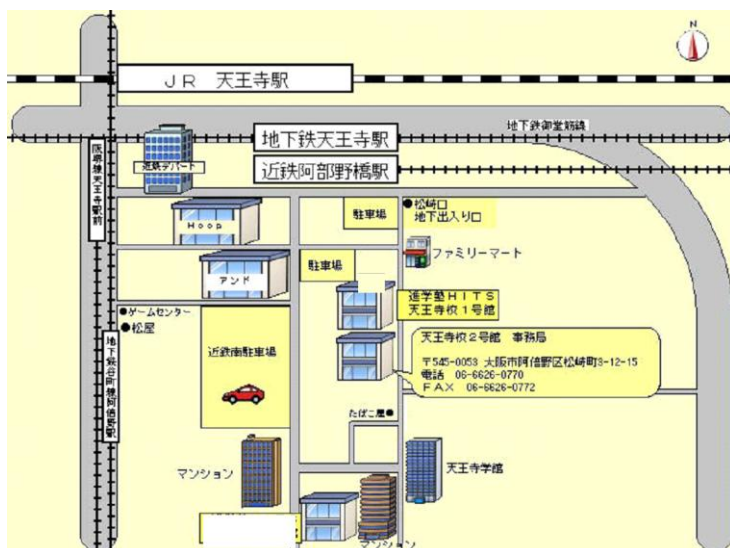 N
JR 天王寺駅
地下鉄御堂筋線
地下鉄天王寺駅
近鉄デパート
近鉄阿部野橋駅
阪堺線天王寺駅前
駐車場
●松崎口
地下出入り口
Hoop
ファミリーマート
駐車場
アンド
進学塾HITS
天王寺校1号館
●ゲームセンター
●松屋
天王寺校2号館 事務局
〒545-0053 大阪市阿倍野区松崎町3-12-15
電話 06-6626-0770
FAX 06-6626-0772
近鉄南駐車場
地下鉄谷町線阿倍野駅
たばこ屋●
マンション
天王寺学館
マンション